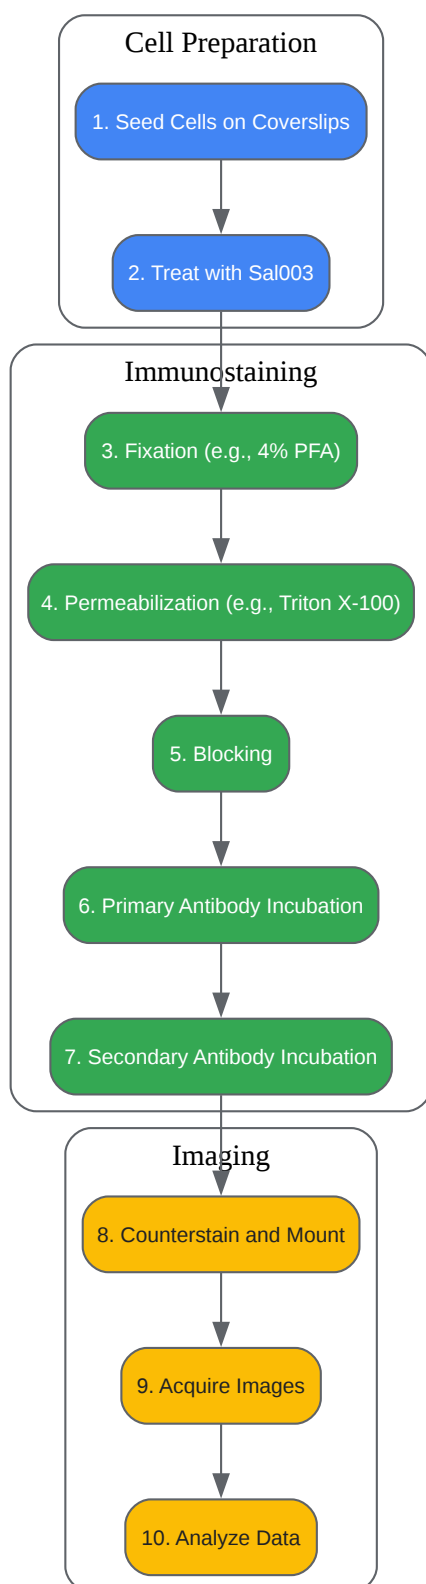 Cell Preparation
1. Seed Cells on Coverslips
2. Treat with Sal003
Immunostaining
3. Fixation (e.g., 4% PFA)
4. Permeabilization (e.g., Triton X-100)
5. Blocking
6. Primary Antibody Incubation
7. Secondary Antibody Incubation
Imaging
8. Counterstain and Mount
9. Acquire Images
10. Analyze Data